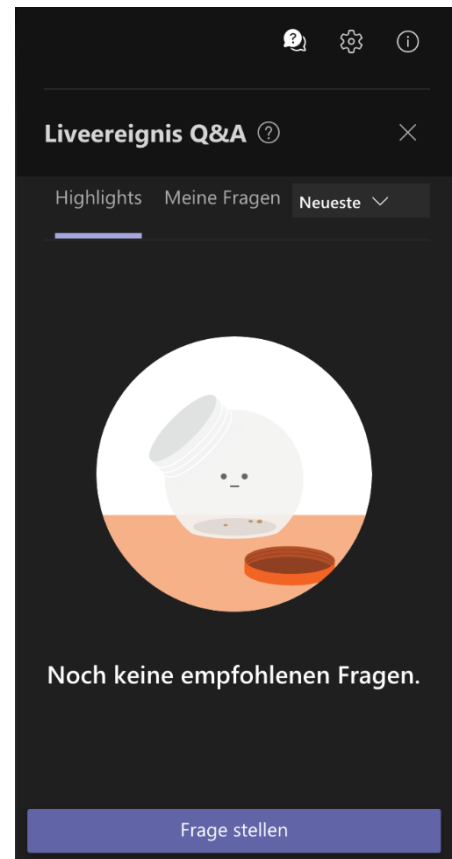 Liveereignis Q&A
Highlights Meine Fragen Neueste
Noch keine empfohlenen Fragen.
Frage stellen